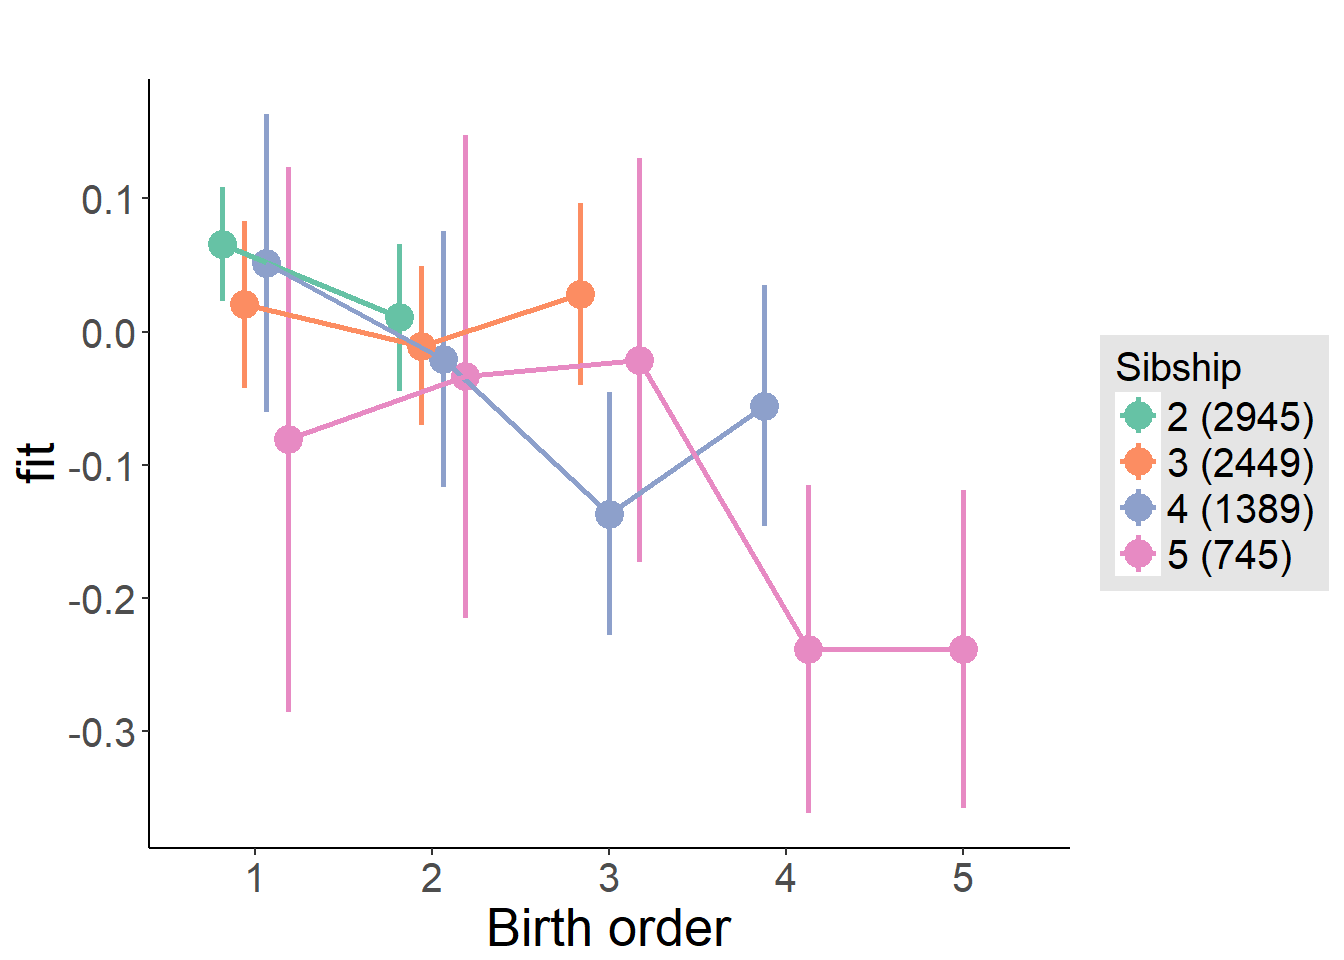 0.1
0.0
-0.1
-0.2
-0.3
fit
1 2 3 4 5
Birth order
Sibship
2 (2945)
3 (2449)
4 (1389)
5 (745)